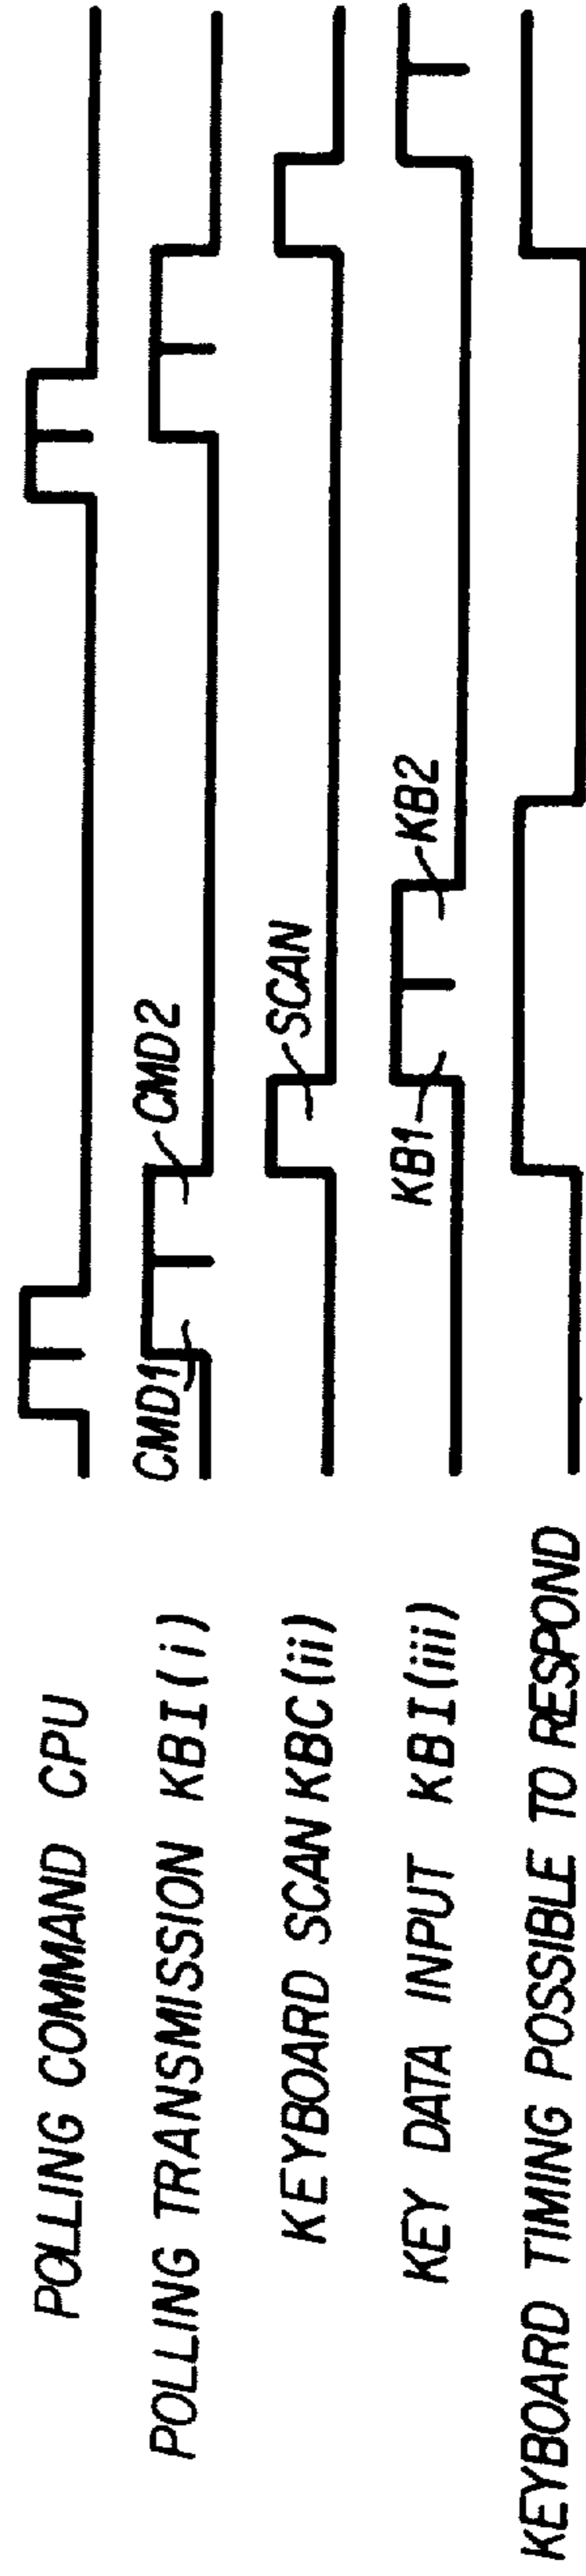 POLLING COMMAND CPU
POLLING TRANSMISSION KBI(i)
CMD1
CMD2
KEYBOARD SCAN KBC(ii)
SCAN
KEY DATA INPUT KBI(iii)
KB1
KB2
KEYBOARD TIMING POSSIBLE TO RESPOND